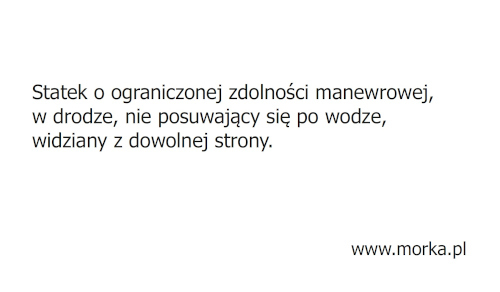 Statek o ograniczonej zdolności manewrowej,
w drodze, nie posuwający się po wodze,
widziany z dowolnej strony.
www.morka.pl